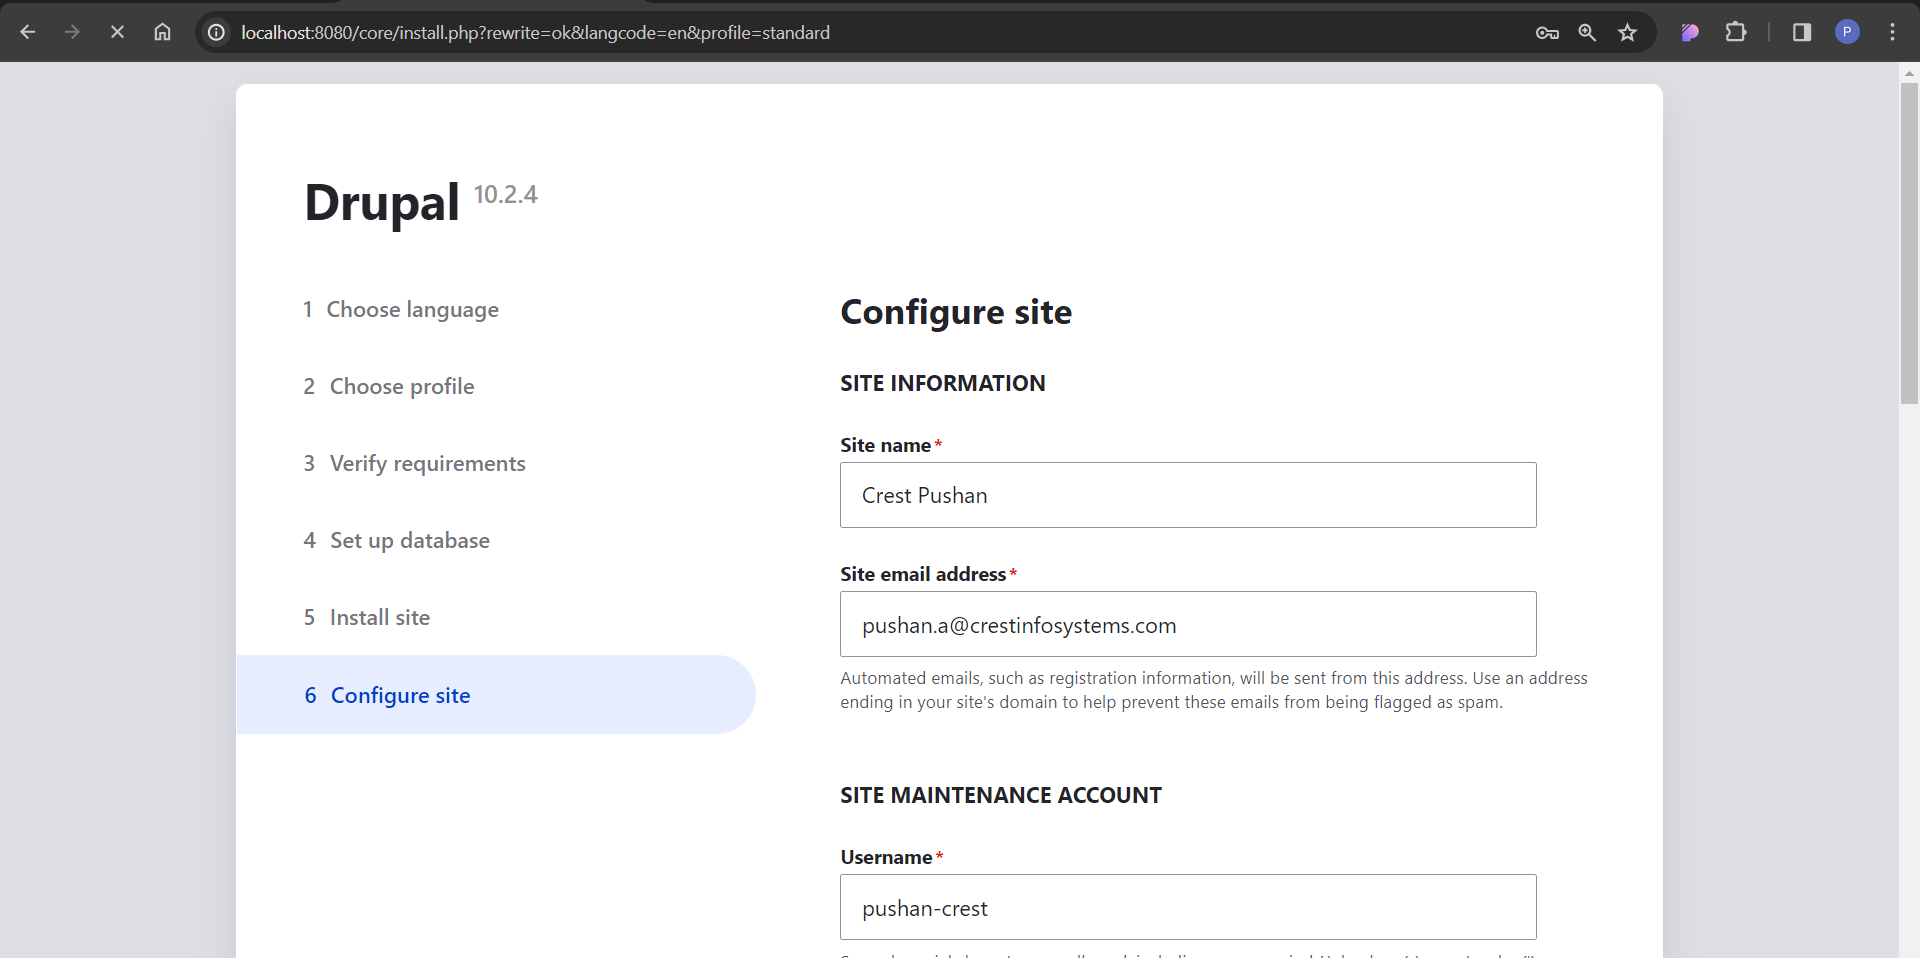 localhost:8080/core/install.php?rewrite=ok&langcode=en&profile=standard
P
Drupal 10.2.4
1 Choose language
2 Choose profile
3 Verify requirements
4 Set up database
5 Install site
6 Configure site
Configure site
SITE INFORMATION
Site name*
Crest Pushan
Site email address*
pushan.a@crestinfosystems.com
Automated emails, such as registration information, will be sent from this address. Use an address
ending in your site's domain to help prevent these emails from being flagged as spam.
SITE MAINTENANCE ACCOUNT
Username*
pushan-crest